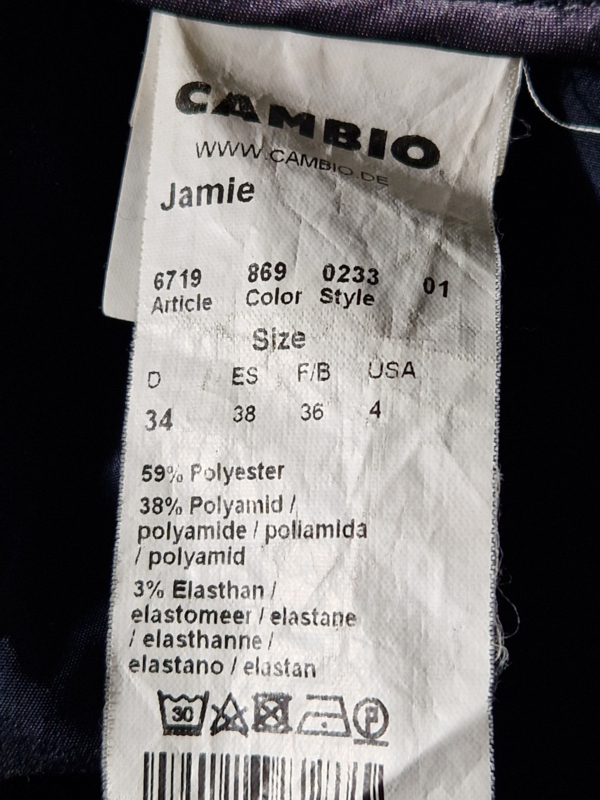 CAMBIO
WWW.CAMBIO.DE
Jamie
6719 869 0233 01
Article Color Style
Size
D ES F/B USA
34 38 36 4
59% Polyester
38% Polyamid /
polyamide / poliamida
/ polyamid
3% Elasthan /
elastomeer / elastane
/ elasthanne /
elastano / elastan
30 P